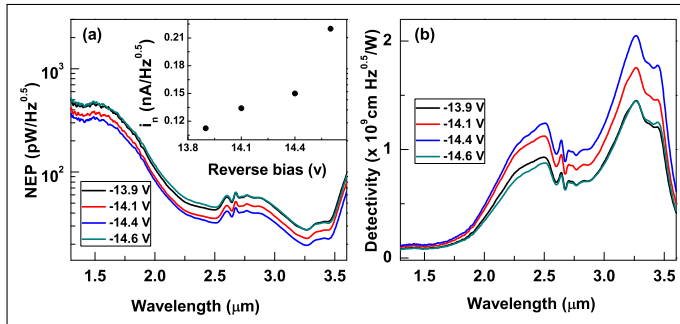 (a)
NEP (pW/Hz^0.5)
10^3
10^2
i_n (nA/Hz^0.5)
0.21
0.18
0.15
0.12
13.8 14.1 14.4
Reverse bias (v)
-13.9 V
-14.1 V
-14.4 V
-14.6 V
1.5 2.0 2.5 3.0 3.5
Wavelength (μm)
(b)
Detectivity (x 10^9 cm Hz^0.5/W)
2
1
0
-13.9 V
-14.1 V
-14.4 V
-14.6 V
1.5 2.0 2.5 3.0 3.5
Wavelength (μm)